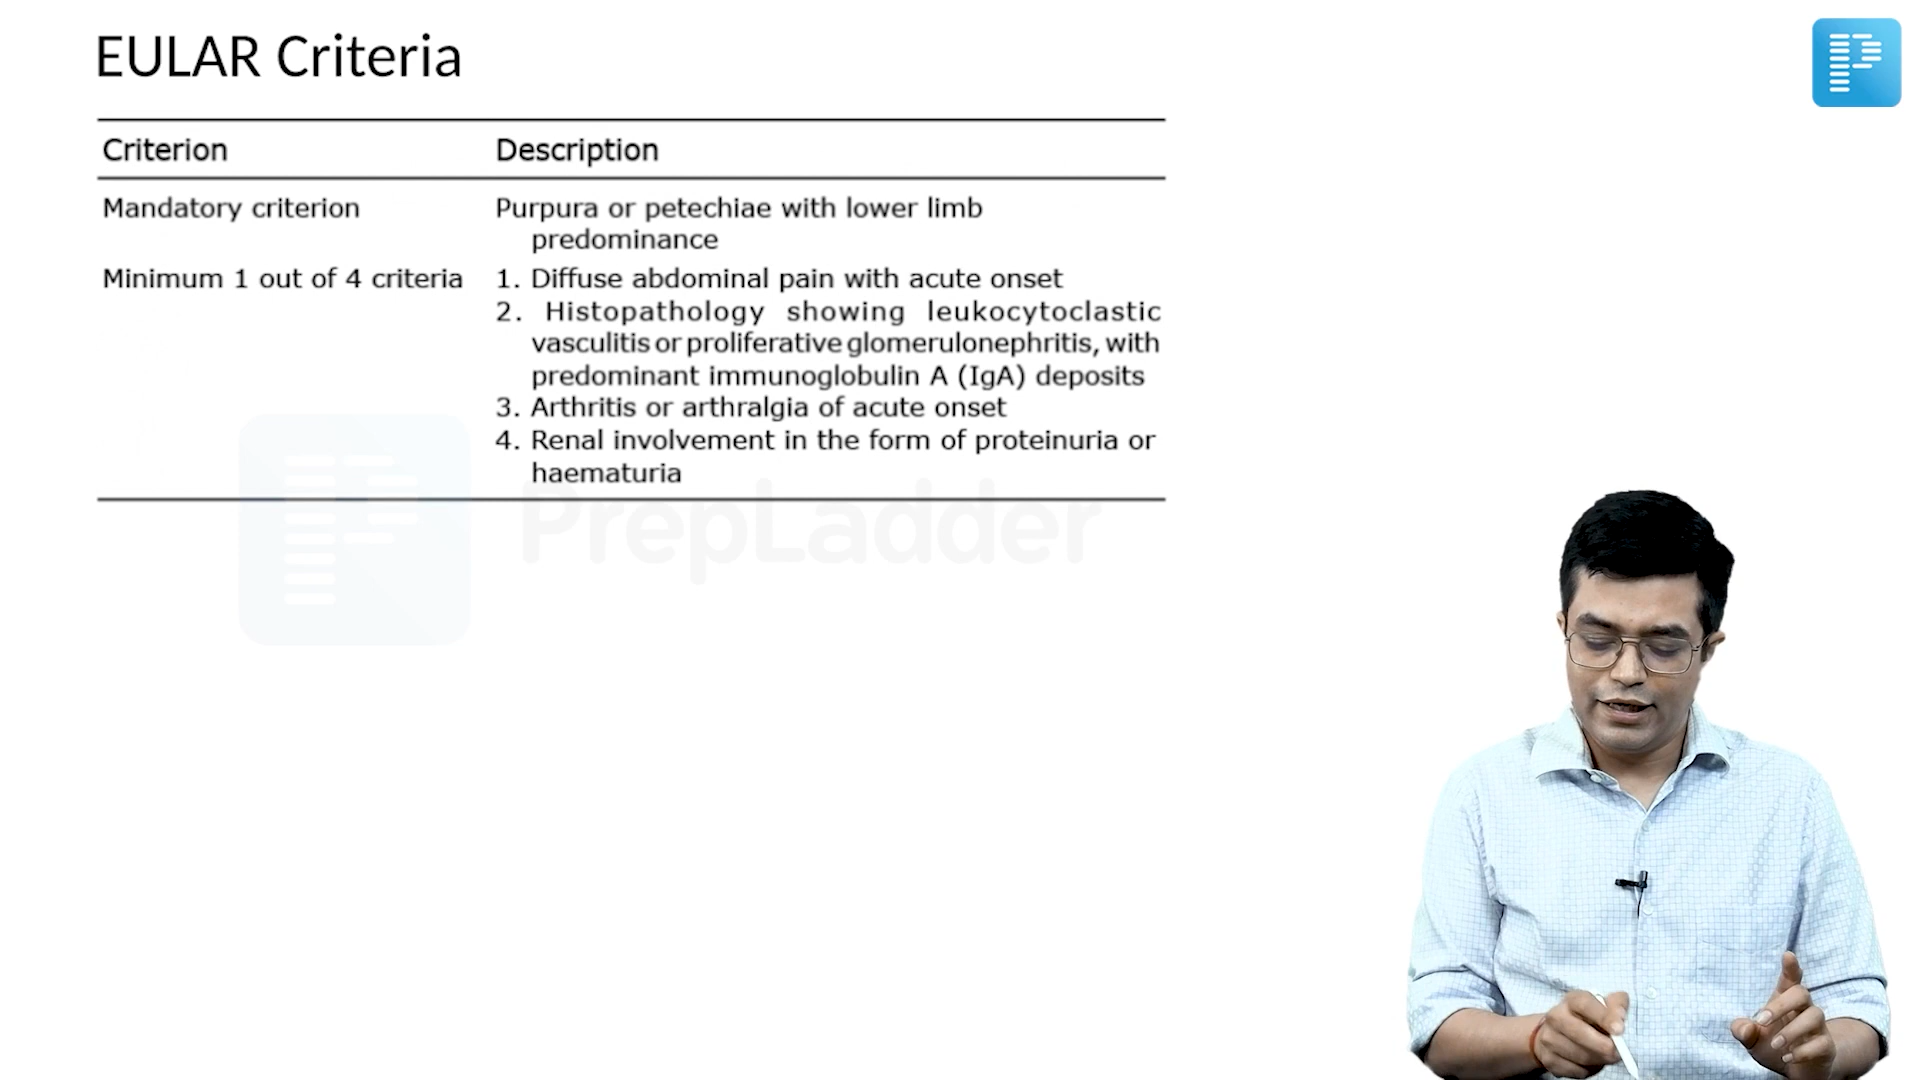 EULAR Criteria
Criterion Description
Mandatory criterion Purpura or petechiae with lower limb
predominance
Minimum 1 out of 4 criteria 1. Diffuse abdominal pain with acute onset
2. Histopathology showing leukocytoclastic
vasculitis or proliferative glomerulonephritis, with
predominant immunoglobulin A (IgA) deposits
3. Arthritis or arthralgia of acute onset
4. Renal involvement in the form of proteinuria or
haematuria
PrepLadder